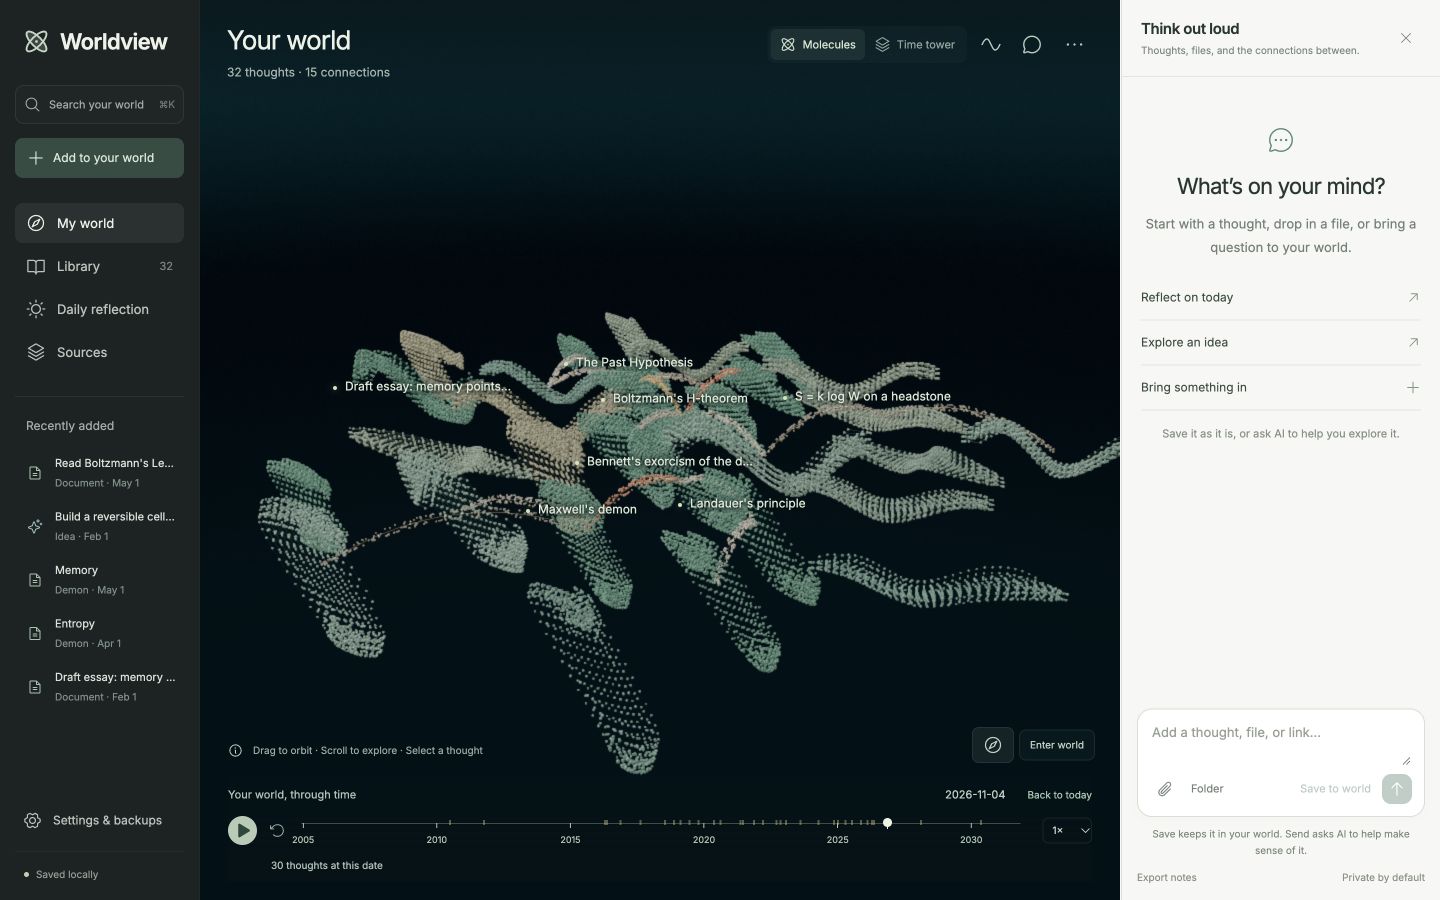 Worldview
Search your world ⌘K
Add to your world
My world
Library 32
Daily reflection
Sources
Recently added
Read Boltzmann's Le...
Document · May 1
Build a reversible cell...
Idea · Feb 1
Memory
Demon · May 1
Entropy
Demon · Apr 1
Draft essay: memory ...
Document · Feb 1
Settings & backups
Saved locally
Your world
32 thoughts · 15 connections
Molecules
Time tower
The Past Hypothesis
Draft essay: memory points...
Boltzmann's H-theorem
S = k log W on a headstone
Bennett's exorcism of the d...
Landauer's principle
Maxwell's demon
Drag to orbit · Scroll to explore · Select a thought
Enter world
Your world, through time
2026-11-04
Back to today
2005 2010 2015 2020 2025 2030
1×
30 thoughts at this date
Think out loud
Thoughts, files, and the connections between.
What's on your mind?
Start with a thought, drop in a file, or bring a
question to your world.
Reflect on today
Explore an idea
Bring something in
Save it as it is, or ask AI to help you explore it.
Add a thought, file, or link...
Folder
Save to world
Save keeps it in your world. Send asks AI to help make
sense of it.
Export notes
Private by default